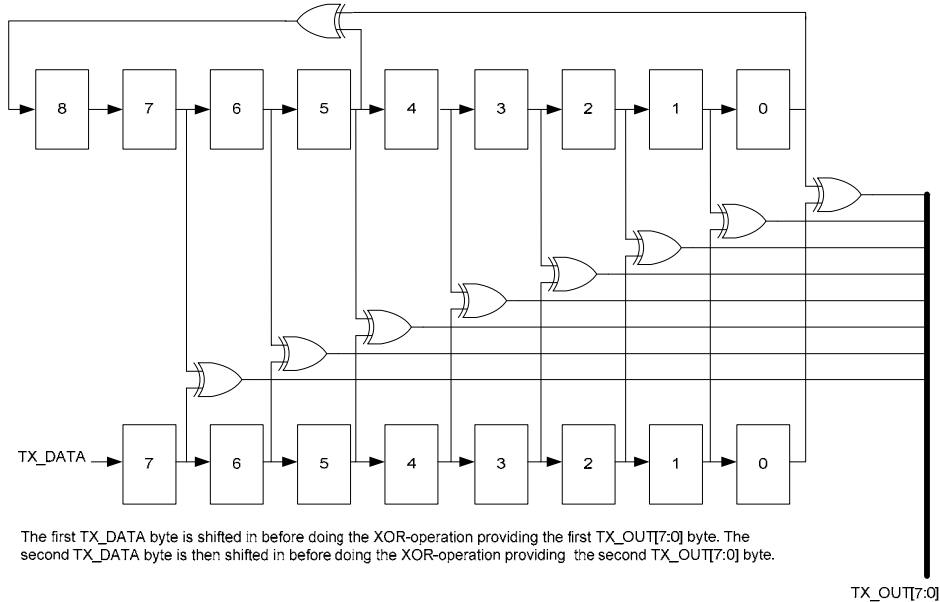 8 7 6 5 4 3 2 1 0
TX_DATA 7 6 5 4 3 2 1 0
The first TX_DATA byte is shifted in before doing the XOR-operation providing the first TX_OUT[7:0] byte. The
second TX_DATA byte is then shifted in before doing the XOR-operation providing the second TX_OUT[7:0] byte.
TX_OUT[7:0]